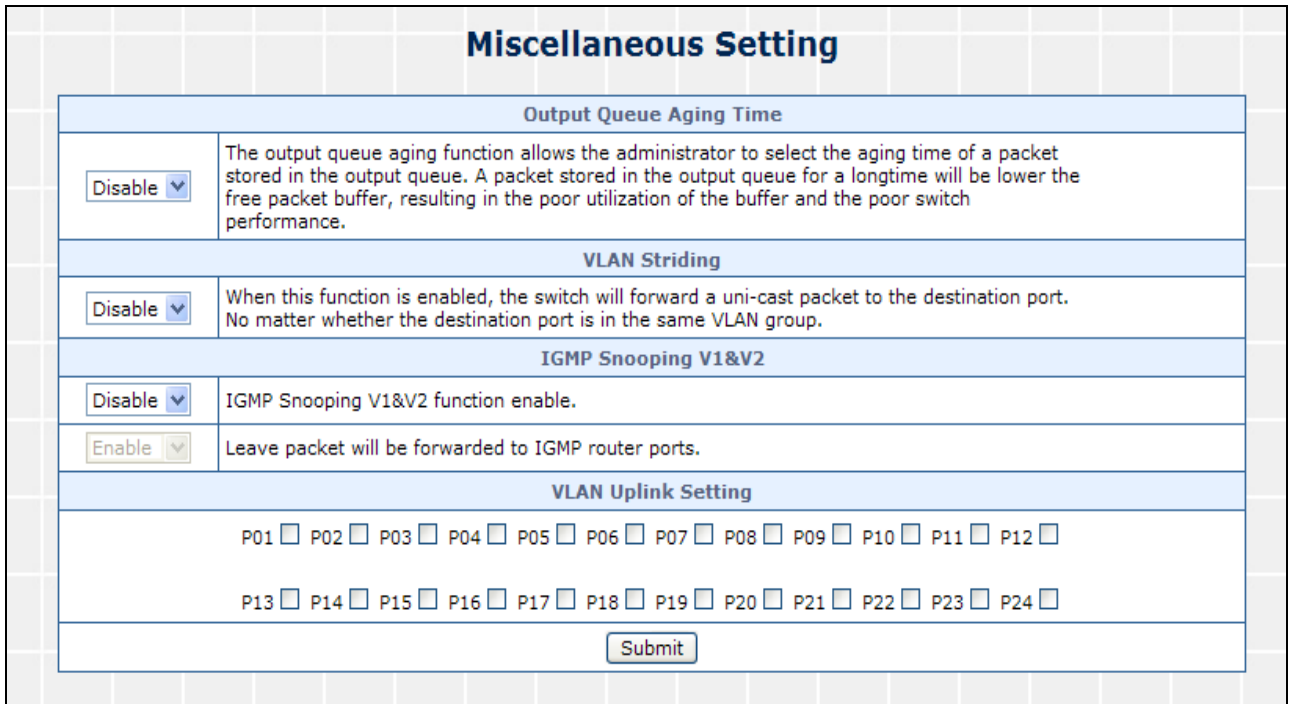 Miscellaneous Setting
Output Queue Aging Time
Disable
The output queue aging function allows the administrator to select the aging time of a packet
stored in the output queue. A packet stored in the output queue for a longtime will be lower the
free packet buffer, resulting in the poor utilization of the buffer and the poor switch
performance.
VLAN Striding
Disable
When this function is enabled, the switch will forward a uni-cast packet to the destination port.
No matter whether the destination port is in the same VLAN group.
IGMP Snooping V1&V2
Disable
IGMP Snooping V1&V2 function enable.
Enable
Leave packet will be forwarded to IGMP router ports.
VLAN Uplink Setting
P01 P02 P03 P04 P05 P06 P07 P08 P09 P10 P11 P12
P13 P14 P15 P16 P17 P18 P19 P20 P21 P22 P23 P24
Submit